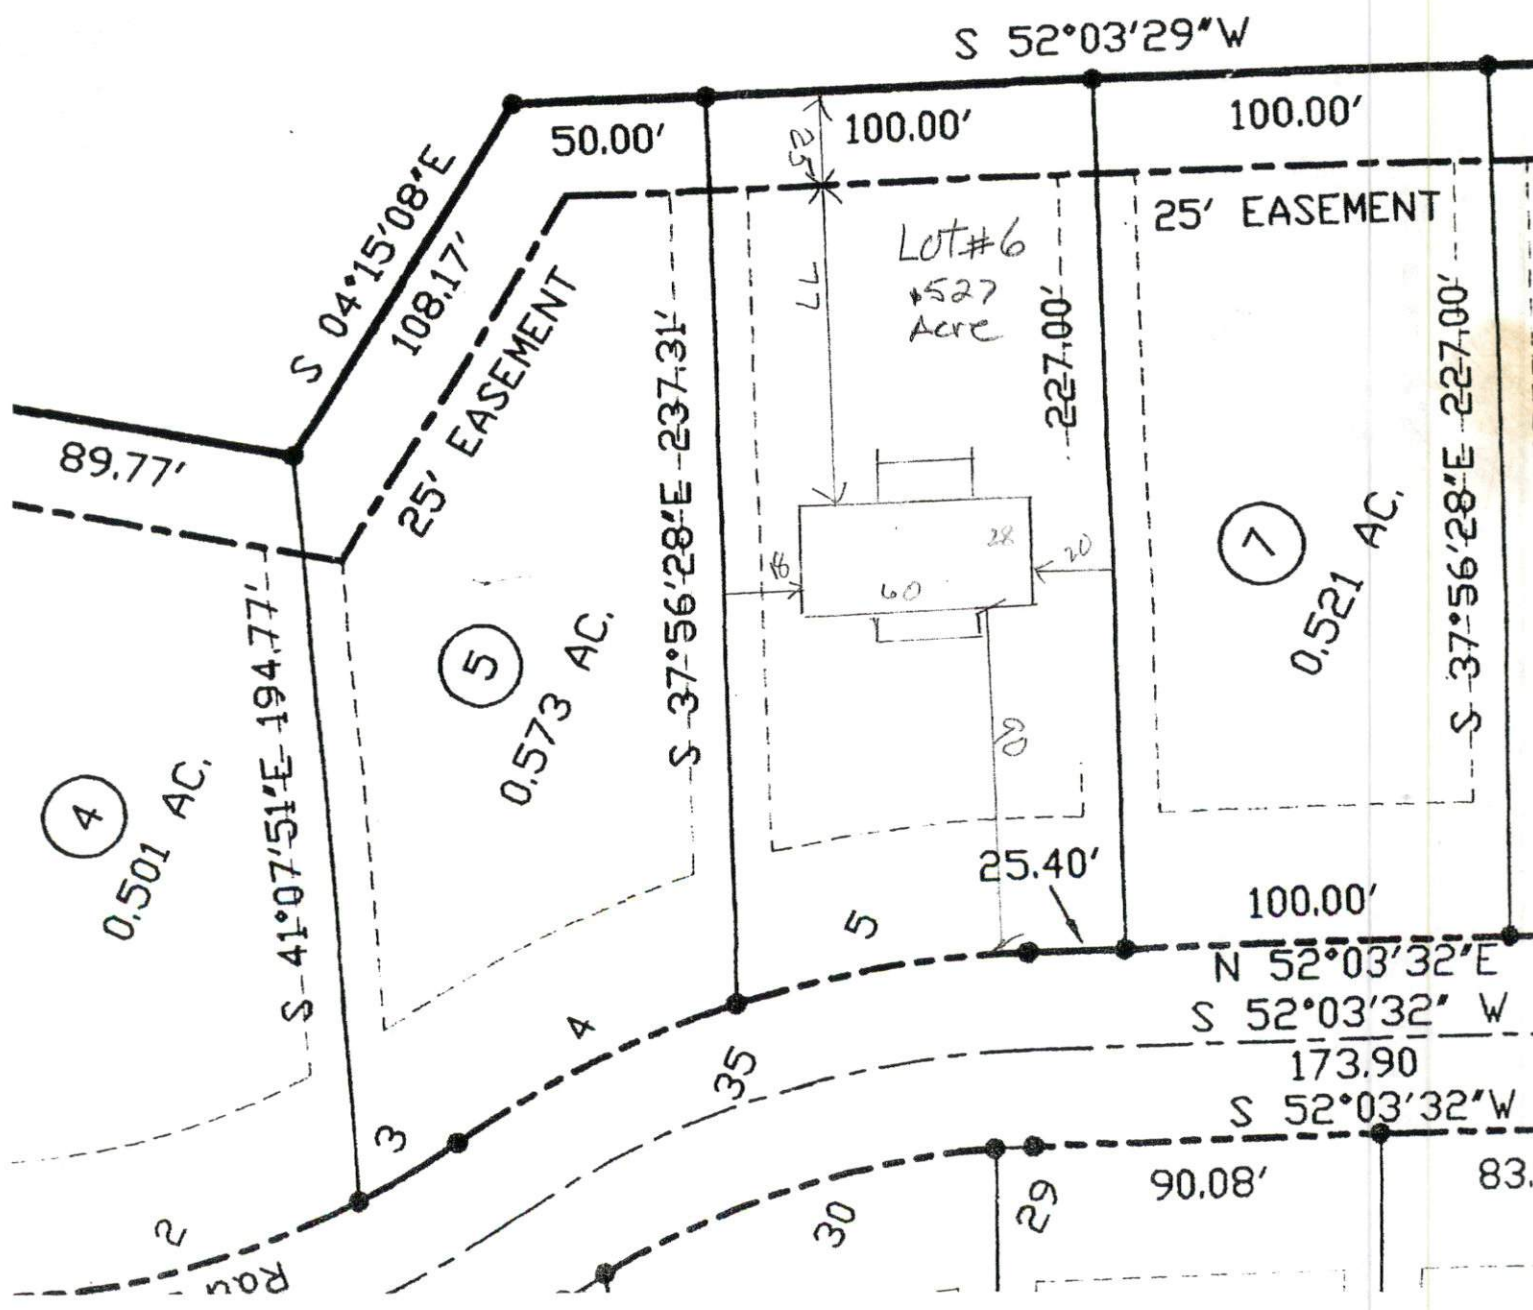 S 52°03'29"W
50.00'
25
100.00'
100.00'
S 04°15'08"E
108.17'
25' EASEMENT
25' EASEMENT
Lot#6
.527
Acre
77
227.00'
89.77'
S 37°56'28"E 237.31'
S 37°56'28"E 227.00'
28
60
18
20
7
0.521 AC.
5
0.573 AC.
4
0.501 AC.
S 41°07'51"E 194.77'
25.40'
5
100.00'
N 52°03'32"E
S 52°03'32" W
173.90
S 52°03'32"W
4
35
3
2
90.08'
83.
30
29